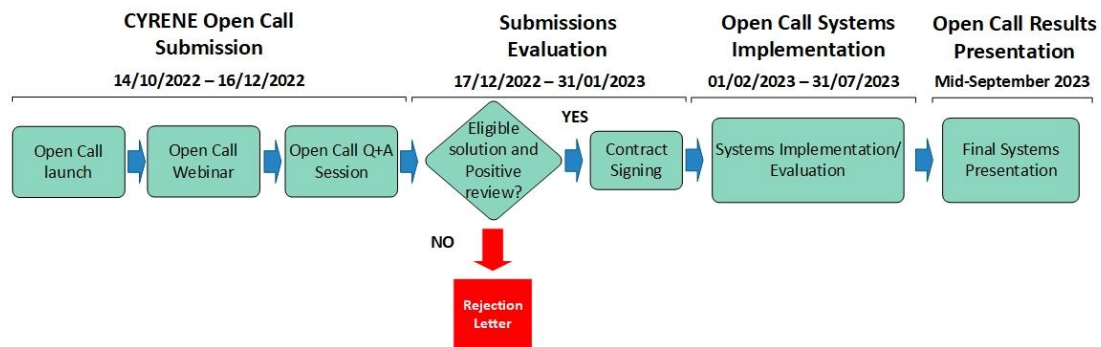 CYRENE Open Call
Submission
14/10/2022 – 16/12/2022
Submissions
Evaluation
17/12/2022 – 31/01/2023
Open Call Systems
Implementation
01/02/2023 – 31/07/2023
Open Call Results
Presentation
Mid-September 2023
Open Call
launch
Open Call
Webinar
Open Call Q+A
Session
Eligible
solution and
Positive
review?
YES
Contract
Signing
Systems Implementation/
Evaluation
Final Systems
Presentation
NO
Rejection
Letter